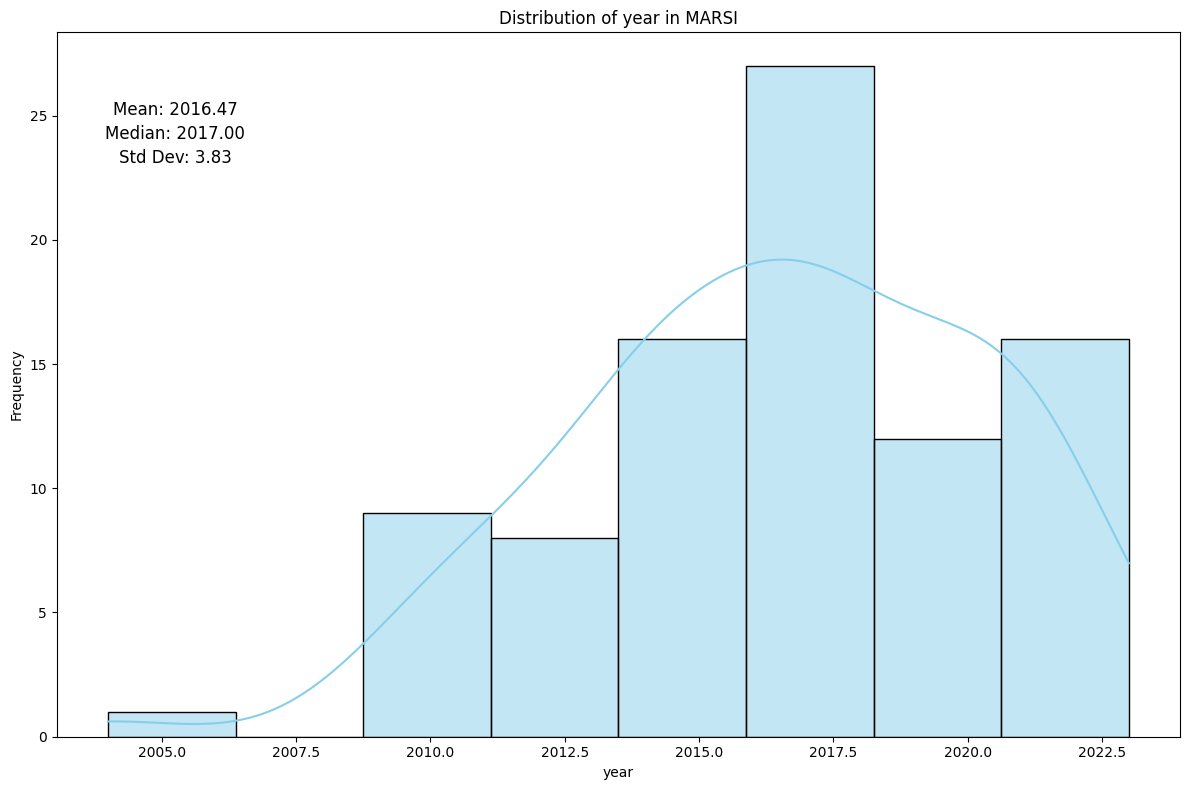 Distribution of year in MARSI
Mean: 2016.47
Median: 2017.00
Std Dev: 3.83
Frequency
25
20
15
10
5
0
2005.0 2007.5 2010.0 2012.5 2015.0 2017.5 2020.0 2022.5
year